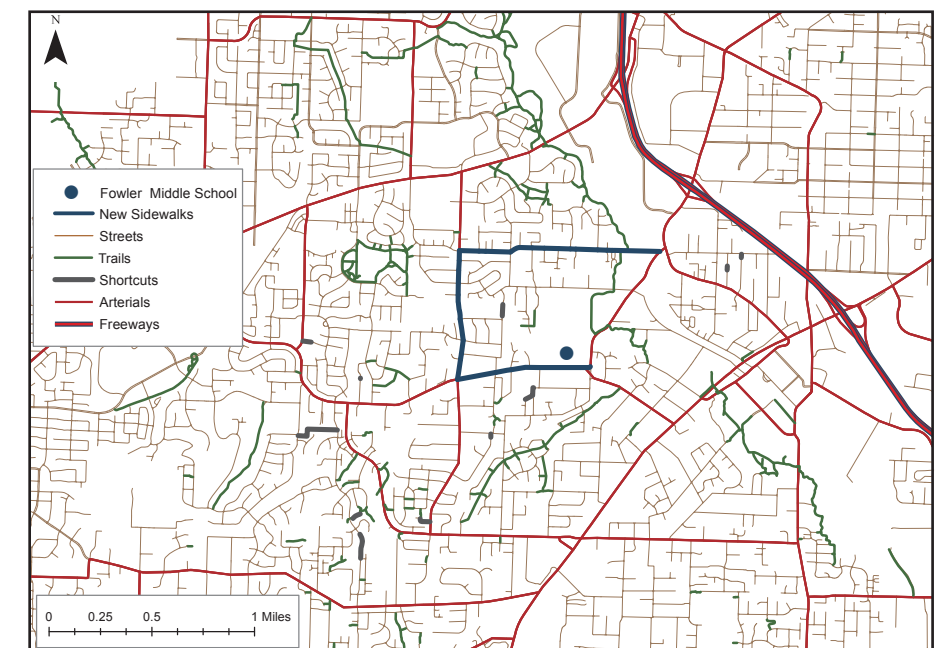 N
Fowler Middle School
New Sidewalks
Streets
Trails
Shortcuts
Arterials
Freeways
0 0.25 0.5 1 Miles